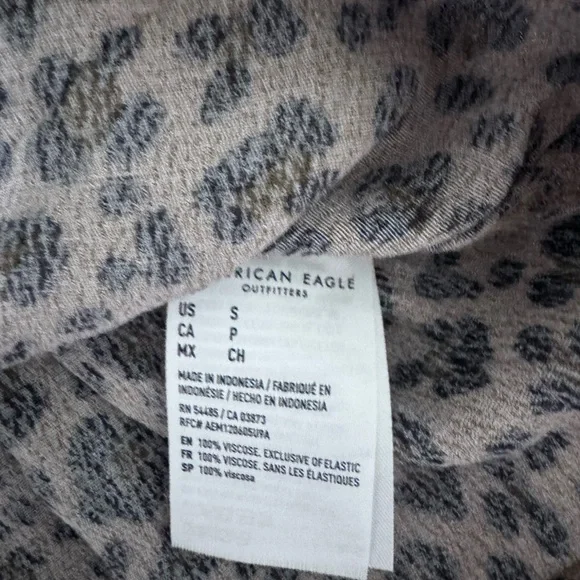 RICAN EAGLE
OUTFITTERS
US S
CA P
MX CH
MADE IN INDONESIA / FABRIQUÉ EN
INDONÉSIE / HECHO EN INDONESIA
RN 54485 / CA 03873
RFC# AEM120605U9A
EN 100% VISCOSE. EXCLUSIVE OF ELASTIC
FR 100% VISCOSE. SANS LES ÉLASTIQUES
SP 100% viscosa